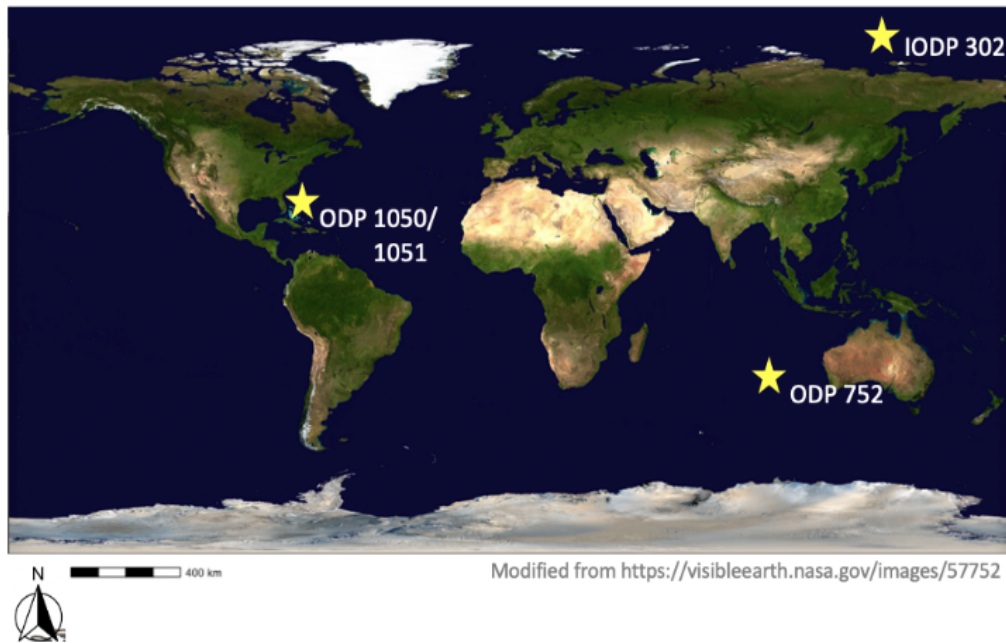 IODP 302
ODP 1050/
1051
ODP 752
N
400 km
Modified from https://visibleearth.nasa.gov/images/57752